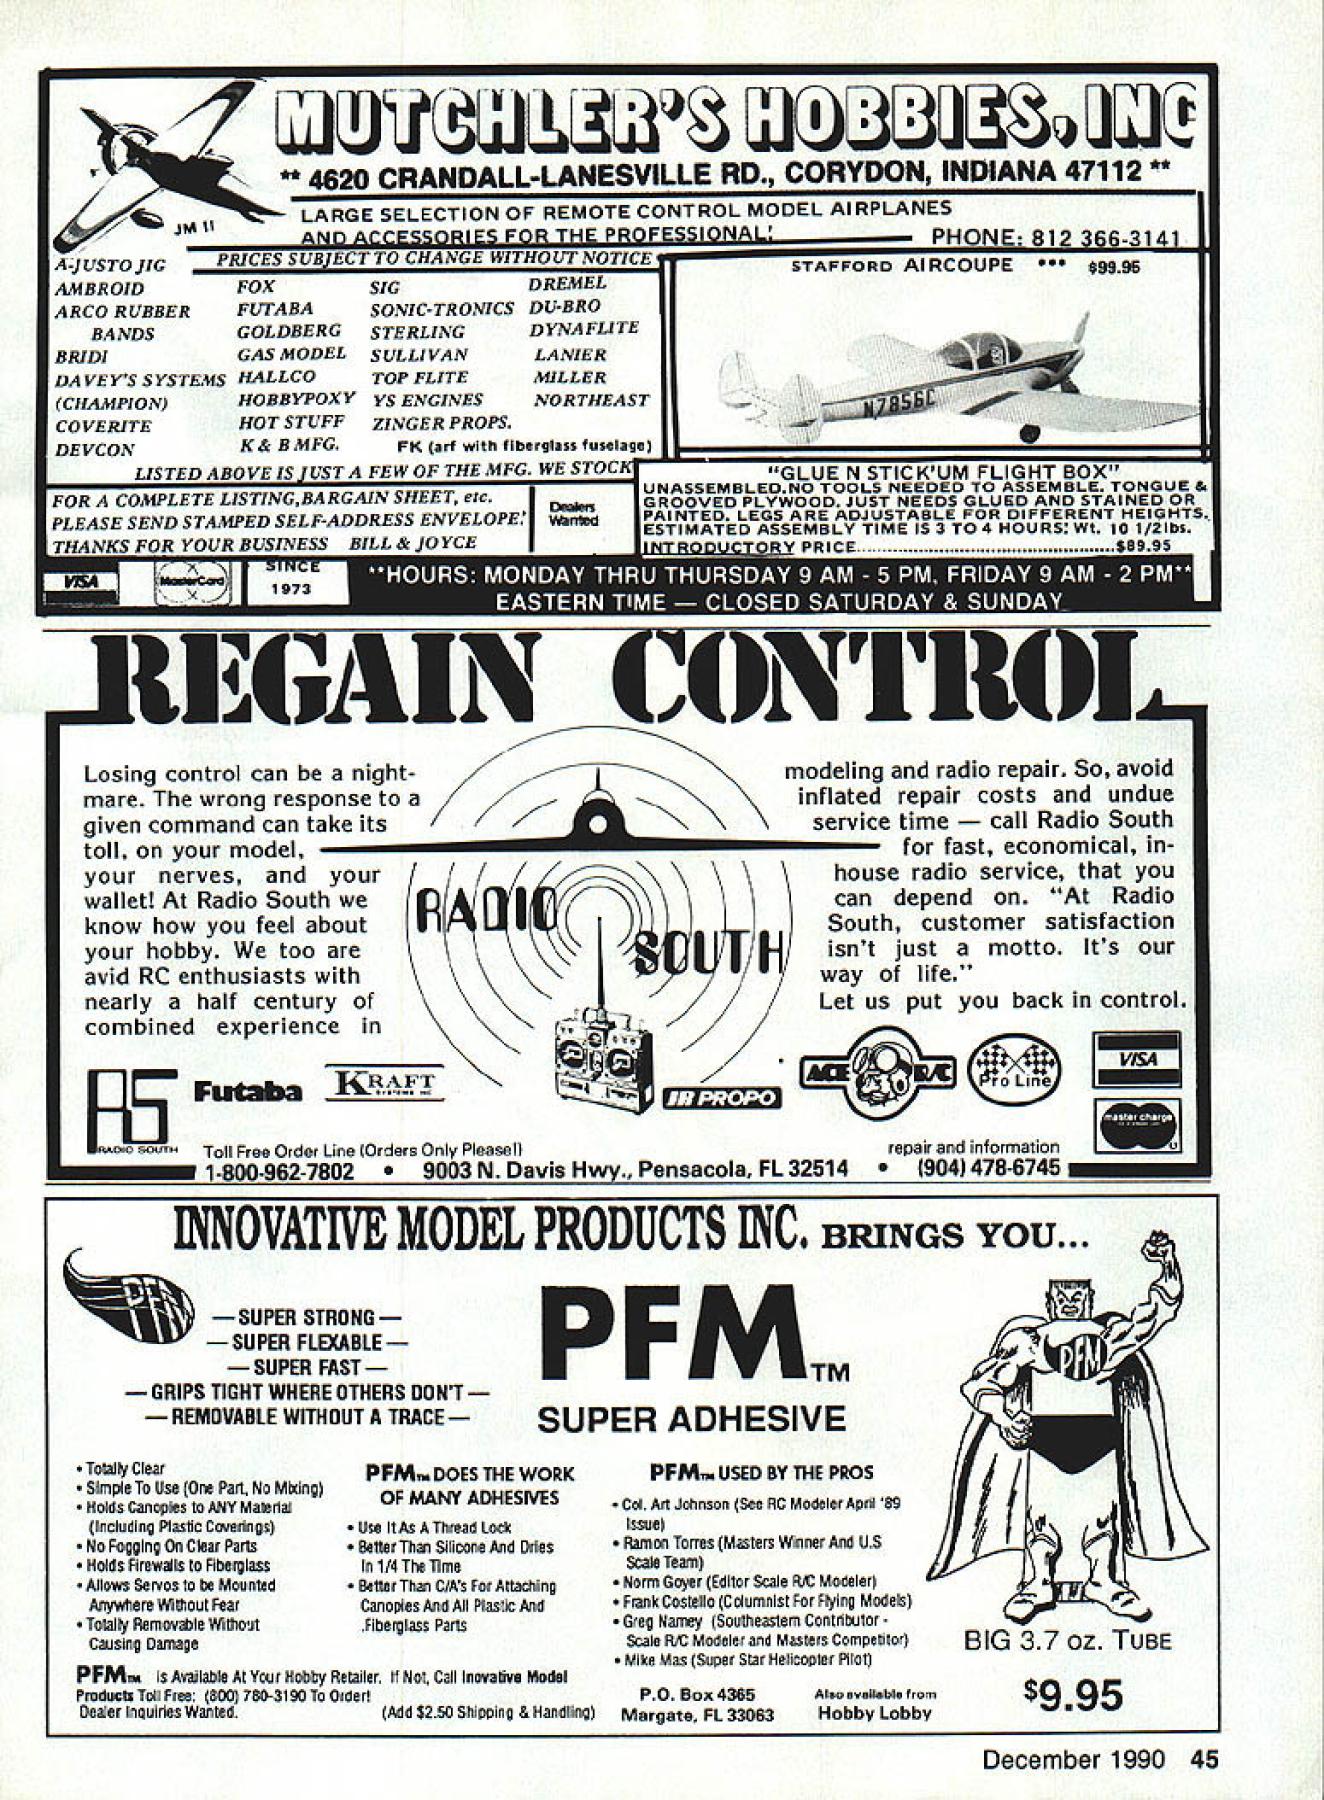 MUTCHLER'S HOBBIES, INC
** 4620 CRANDALL-LANESVILLE RD., CORYDON, INDIANA 47112 **
JM 11
LARGE SELECTION OF REMOTE CONTROL MODEL AIRPLANES
AND ACCESSORIES FOR THE PROFESSIONAL!
PHONE: 812 366-3141
PRICES SUBJECT TO CHANGE WITHOUT NOTICE
A-JUSTO JIG
AMBROID
ARCO RUBBER
BANDS
BRIDI
DAVEY'S SYSTEMS
(CHAMPION)
COVERITE
DEVCON
FOX
FUTABA
GOLDBERG
GAS MODEL
HALLCO
HOBBYPOXY
HOT STUFF
K & B MFG.
SIG
SONIC-TRONICS
STERLING
SULLIVAN
TOP FLITE
YS ENGINES
ZINGER PROPS.
DREMEL
DU-BRO
DYNAFLITE
LANIER
MILLER
NORTHEAST
FK (arf with fiberglass fuselage)
LISTED ABOVE IS JUST A FEW OF THE MFG. WE STOCK
STAFFORD AIRCOUPE *** $99.95
N7856C
FOR A COMPLETE LISTING, BARGAIN SHEET, etc.
PLEASE SEND STAMPED SELF-ADDRESS ENVELOPE!
THANKS FOR YOUR BUSINESS BILL & JOYCE
Dealers
Wanted
"GLUE N STICK'UM FLIGHT BOX"
UNASSEMBLED. NO TOOLS NEEDED TO ASSEMBLE. TONGUE &
GROOVED PLYWOOD. JUST NEEDS GLUED AND STAINED OR
PAINTED. LEGS ARE ADJUSTABLE FOR DIFFERENT HEIGHTS.
ESTIMATED ASSEMBLY TIME IS 3 TO 4 HOURS! Wt. 10 1/2lbs.
INTRODUCTORY PRICE..............................$89.95
VISA
MasterCard
SINCE
1973
**HOURS: MONDAY THRU THURSDAY 9 AM - 5 PM, FRIDAY 9 AM - 2 PM**
EASTERN TIME — CLOSED SATURDAY & SUNDAY
REGAIN CONTROL
Losing control can be a night-
mare. The wrong response to a
given command can take its
toll, on your model,
your nerves, and your
wallet! At Radio South we
know how you feel about
your hobby. We too are
avid RC enthusiasts with
nearly a half century of
combined experience in
RADIO
SOUTH
modeling and radio repair. So, avoid
inflated repair costs and undue
service time — call Radio South
for fast, economical, in-
house radio service, that you
can depend on. "At Radio
South, customer satisfaction
isn't just a motto. It's our
way of life."
Let us put you back in control.
RS
RADIO SOUTH
Futaba
KRAFT
SYSTEMS INC
JR PROPO
ACE R/C
Pro Line
VISA
master charge
Toll Free Order Line (Orders Only Please!)
1-800-962-7802 • 9003 N. Davis Hwy., Pensacola, FL 32514 •
repair and information
(904) 478-6745
INNOVATIVE MODEL PRODUCTS INC. BRINGS YOU...
PFM
— SUPER STRONG —
— SUPER FLEXABLE —
— SUPER FAST —
— GRIPS TIGHT WHERE OTHERS DON'T —
— REMOVABLE WITHOUT A TRACE —
PFM TM
SUPER ADHESIVE
PFM
• Totally Clear
• Simple To Use (One Part, No Mixing)
• Holds Canopies to ANY Material
(Including Plastic Coverings)
• No Fogging On Clear Parts
• Holds Firewalls to Fiberglass
• Allows Servos to be Mounted
Anywhere Without Fear
• Totally Removable Without
Causing Damage
PFM TM DOES THE WORK
OF MANY ADHESIVES
• Use It As A Thread Lock
• Better Than Silicone And Dries
In 1/4 The Time
• Better Than C/A's For Attaching
Canopies And All Plastic And
.Fiberglass Parts
PFM TM USED BY THE PROS
• Col. Art Johnson (See RC Modeler April '89
Issue)
• Ramon Torres (Masters Winner And U.S
Scale Team)
• Norm Goyer (Editor Scale R/C Modeler)
• Frank Costello (Columnist For Flying Models)
• Greg Namey (Southeastern Contributor -
Scale R/C Modeler and Masters Competitor)
• Mike Mas (Super Star Helicopter Pilot)
PFM TM Is Available At Your Hobby Retailer. If Not, Call Inovative Model
Products Toll Free: (800) 780-3190 To Order!
Dealer Inquiries Wanted.
(Add $2.50 Shipping & Handling)
P.O. Box 4365
Margate, FL 33063
Also available from
Hobby Lobby
BIG 3.7 OZ. TUBE
$9.95
December 1990 45